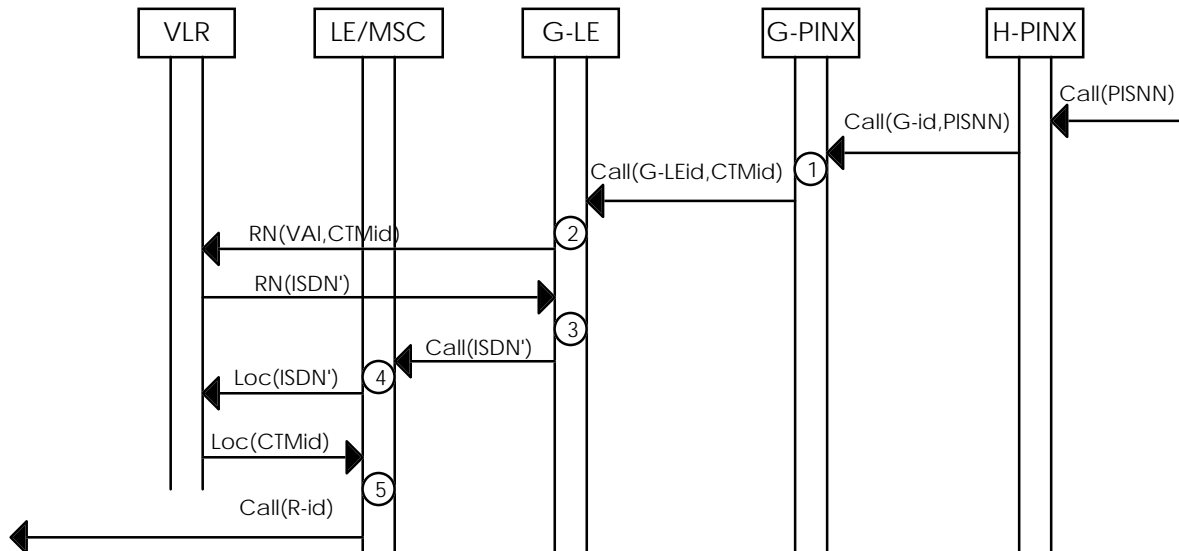 VLR
LE/MSC
G-LE
G-PINX
H-PINX
Call(PISNN)
Call(G-id,PISNN)
1
Call(G-LEid,CTMid)
2
RN(VAI,CTMid)
RN(ISDN')
3
Call(ISDN')
4
Loc(ISDN')
Loc(CTMid)
5
Call(R-id)